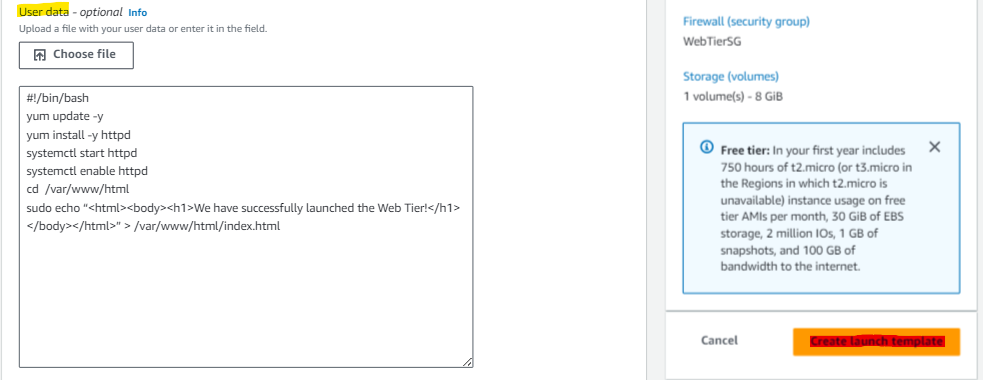 User data - optional Info
Upload a file with your user data or enter it in the field.
Choose file
#!/bin/bash
yum update -y
yum install -y httpd
systemctl start httpd
systemctl enable httpd
cd  /var/www/html
sudo echo “<html><body><h1>We have successfully launched the Web Tier!</h1>
</body></html>” > /var/www/html/index.html
Firewall (security group)
WebTierSG
Storage (volumes)
1 volume(s) - 8 GiB
Free tier: In your first year includes
750 hours of t2.micro (or t3.micro in
the Regions in which t2.micro is
unavailable) instance usage on free
tier AMIs per month, 30 GiB of EBS
storage, 2 million IOs, 1 GB of
snapshots, and 100 GB of
bandwidth to the internet.
Cancel
Create launch template